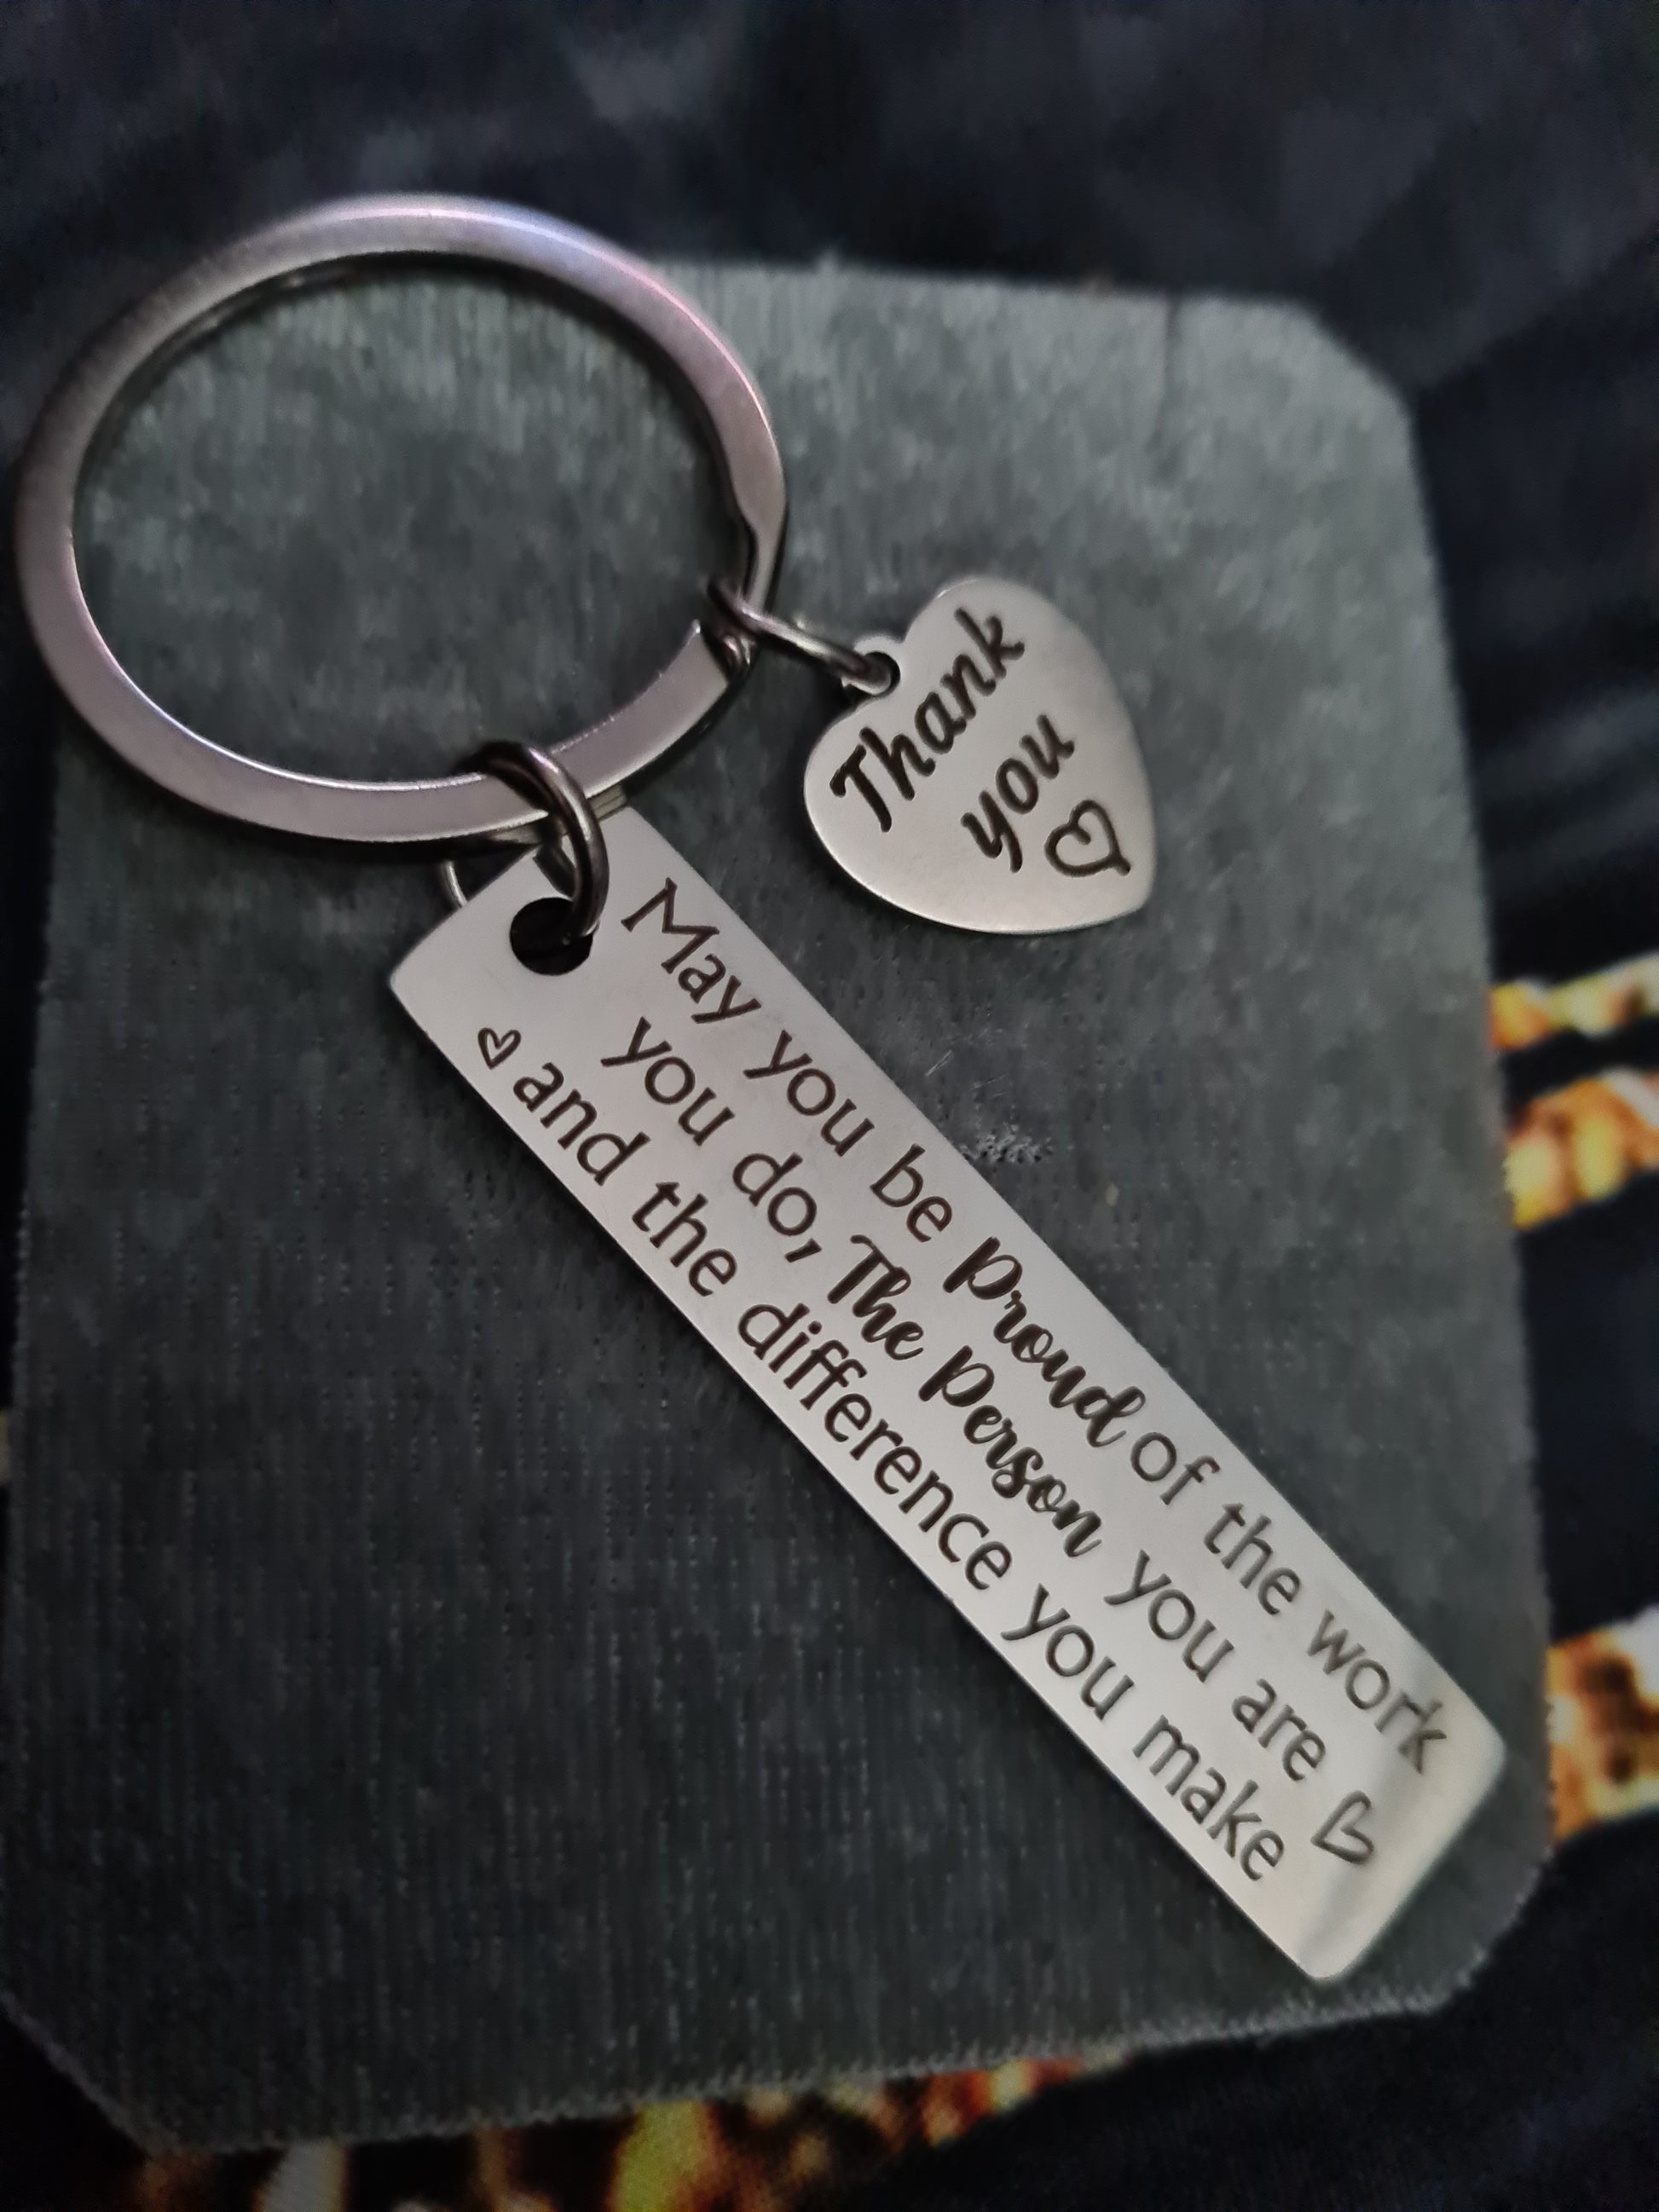 Thank
you
May you be Proud of the work
you do, The Person you are
and the difference you make